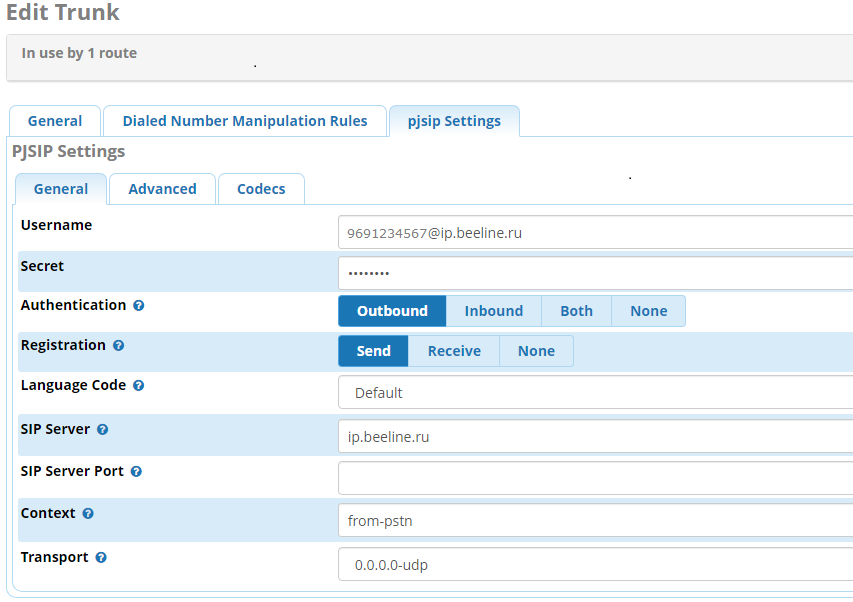 Edit Trunk
In use by 1 route
General Dialed Number Manipulation Rules pjsip Settings
PJSIP Settings
General Advanced Codecs
Username 9691234567@ip.beeline.ru
Secret ••••••••
Authentication Outbound Inbound Both None
Registration Send Receive None
Language Code Default
SIP Server ip.beeline.ru
SIP Server Port
Context from-pstn
Transport 0.0.0.0-udp